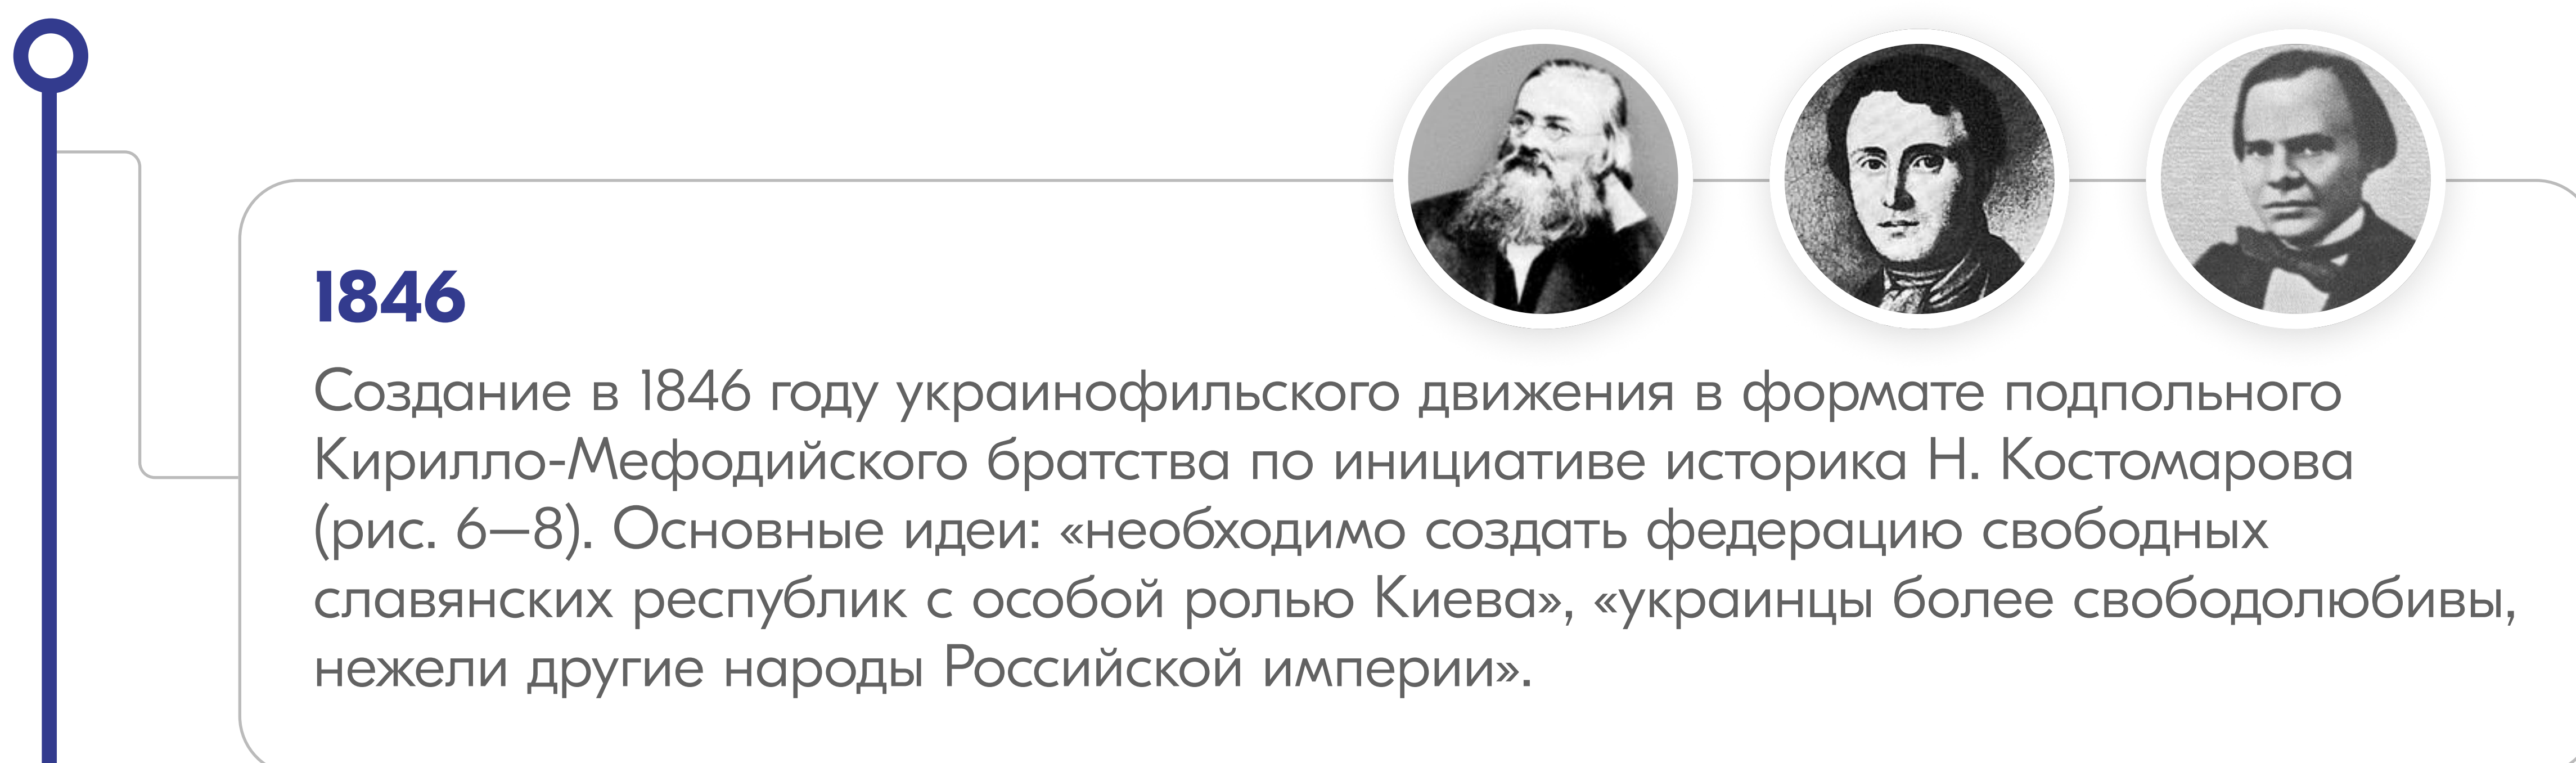 1846
Создание в 1846 году украинофильского движения в формате подпольного
Кирилло-Мефодийского братства по инициативе историка Н. Костомарова
(рис. 6—8). Основные идеи: «необходимо создать федерацию свободных
славянских республик с особой ролью Киева», «украинцы более свободолюбивы,
нежели другие народы Российской империи».